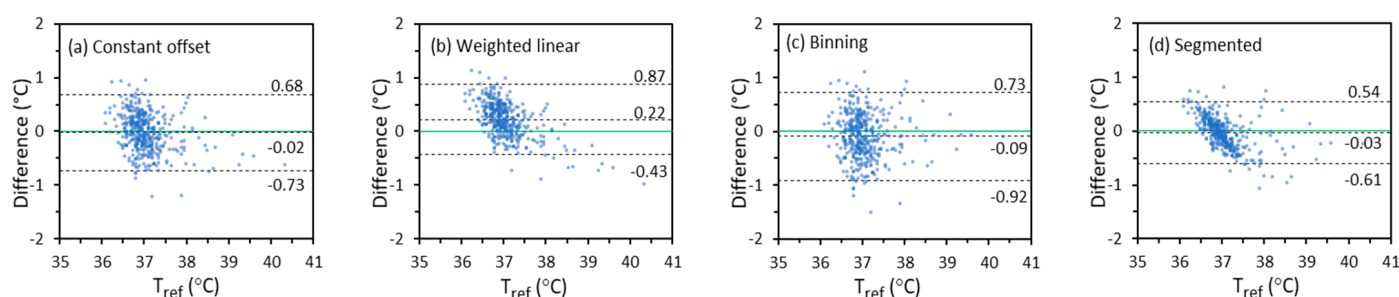 (a) Constant offset
Difference (°C)
2
1
0
-1
-2
0.68
-0.02
-0.73
35 36 37 38 39 40 41
Tref (°C)
(b) Weighted linear
Difference (°C)
2
1
0
-1
-2
0.87
0.22
-0.43
35 36 37 38 39 40 41
Tref (°C)
(c) Binning
Difference (°C)
2
1
0
-1
-2
0.73
-0.09
-0.92
35 36 37 38 39 40 41
Tref (°C)
(d) Segmented
Difference (°C)
2
1
0
-1
-2
0.54
-0.03
-0.61
35 36 37 38 39 40 41
Tref (°C)